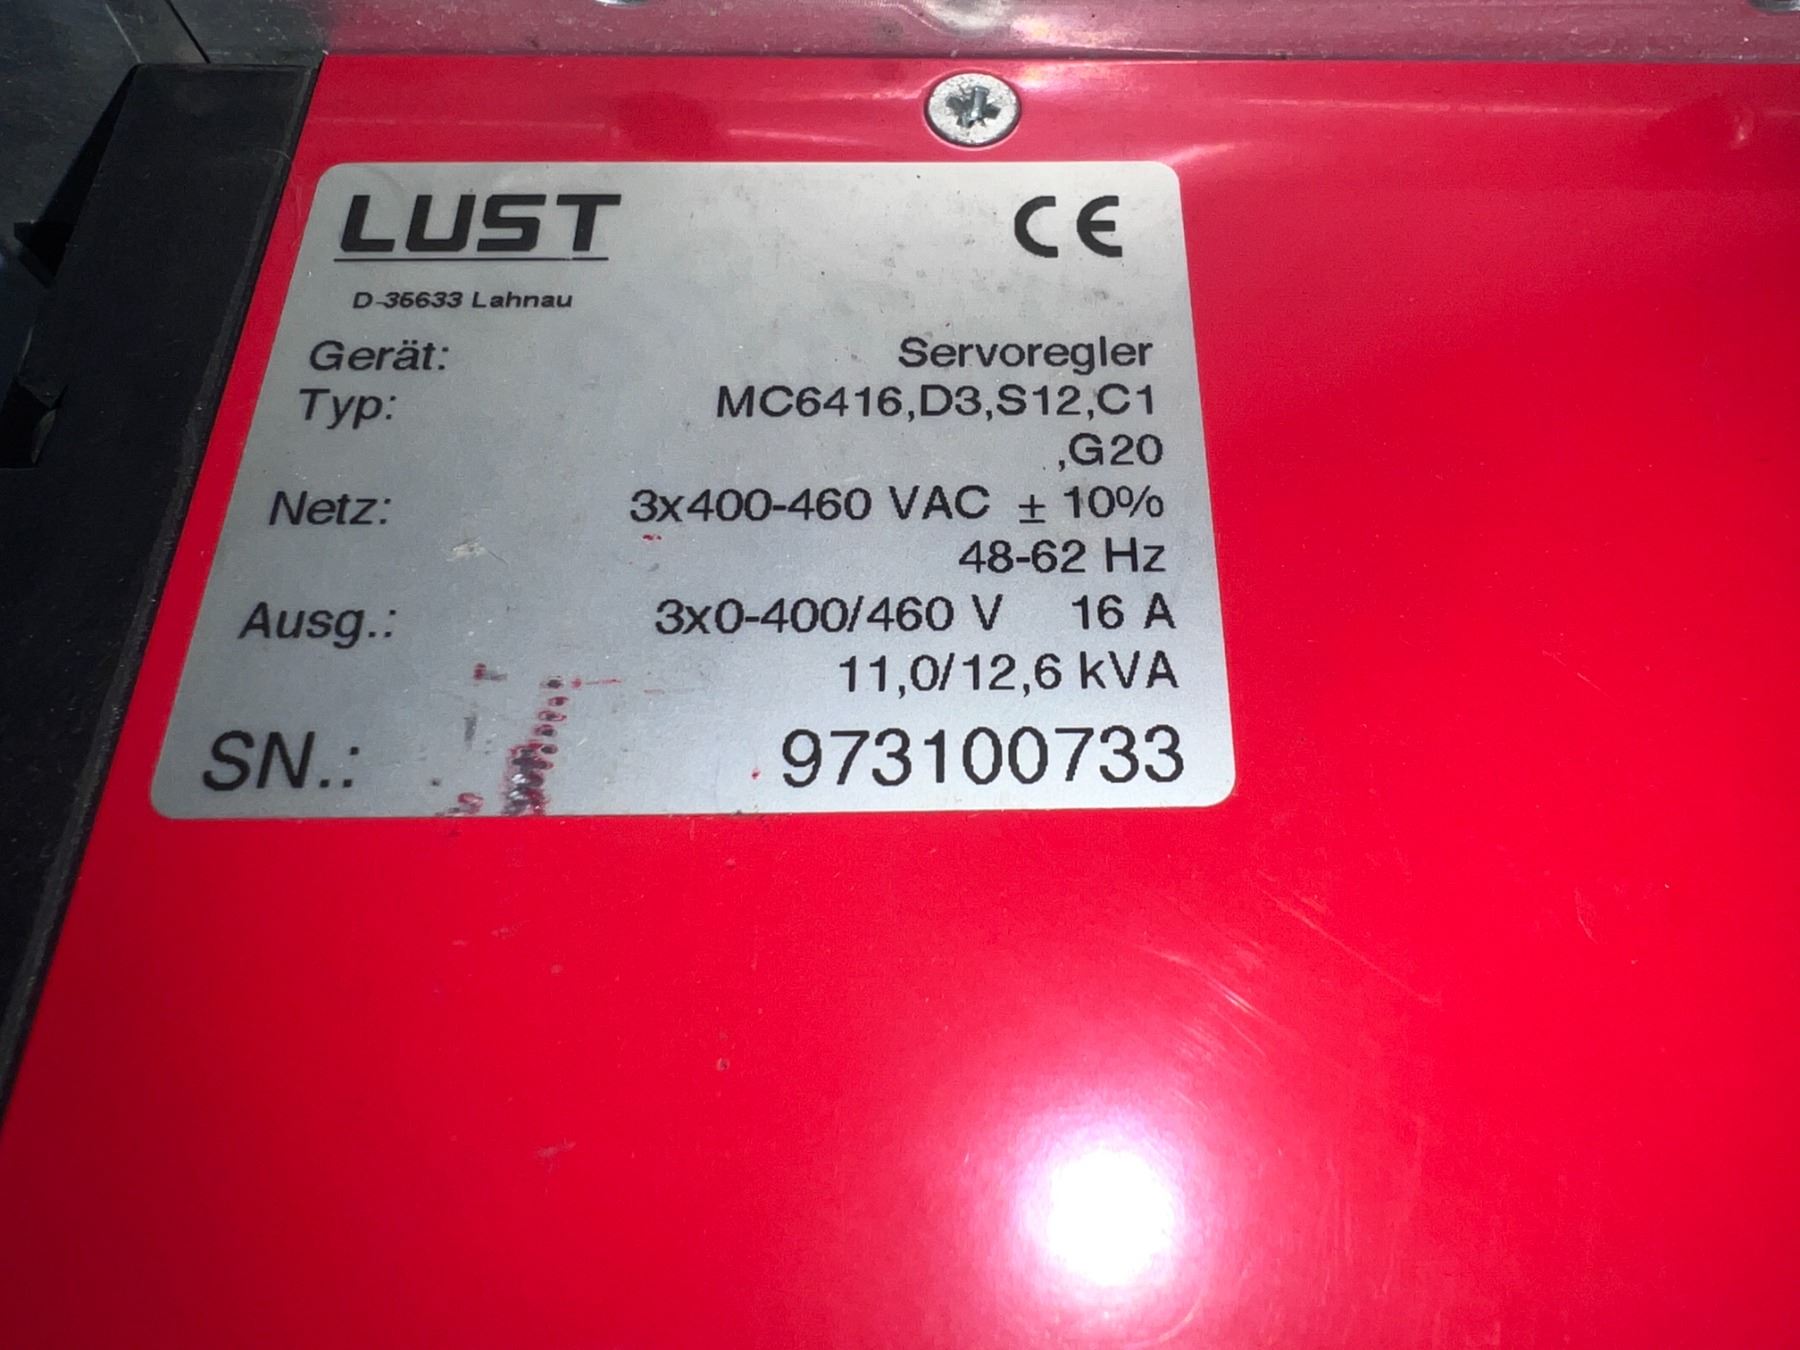 LUST
CE
D-35633 Lahnau
Gerät: Servoregler
Typ: MC6416,D3,S12,C1
,G20
Netz: 3x400-460 VAC ± 10%
48-62 Hz
Ausg.: 3x0-400/460 V 16 A
11,0/12,6 kVA
SN.: 973100733